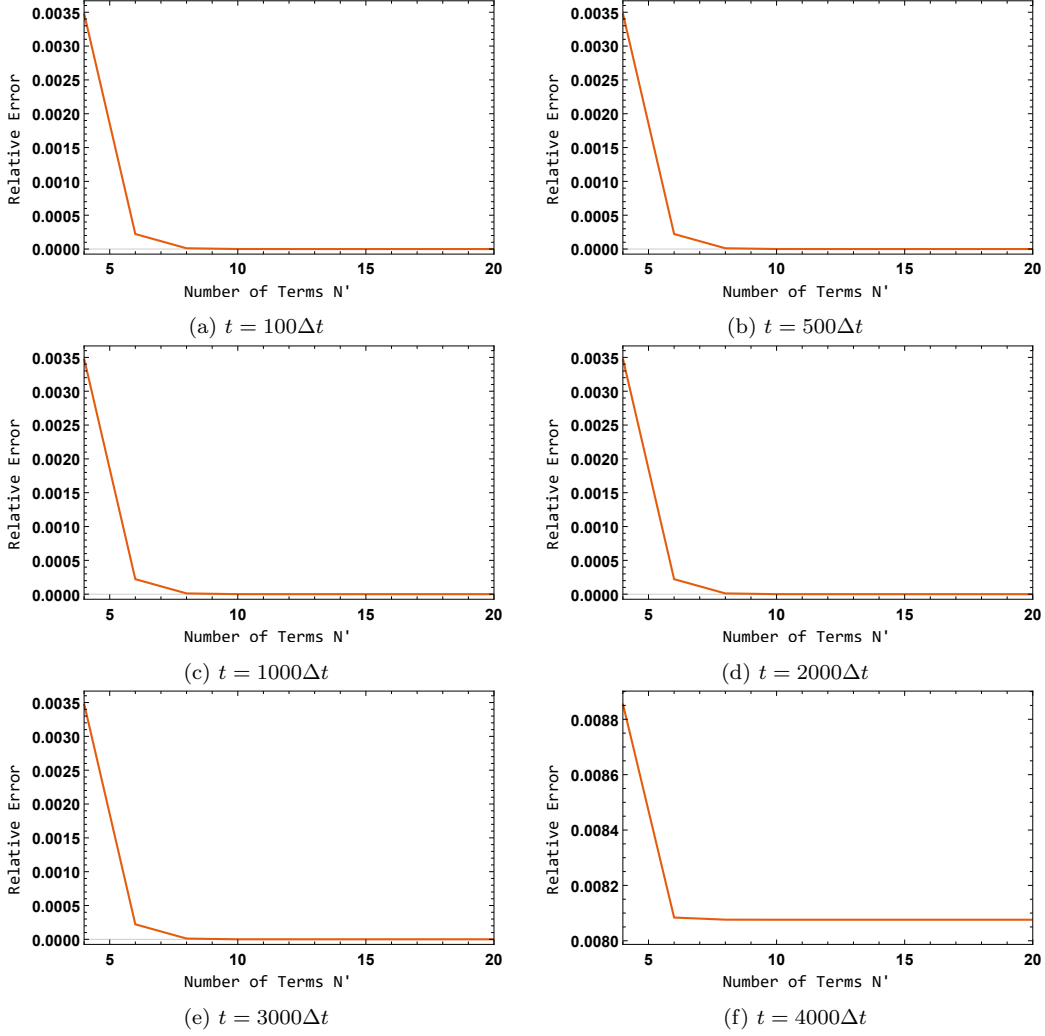 0.0035
0.0030
0.0025
0.0020
0.0015
0.0010
0.0005
0.0000
Relative Error
5 10 15 20
Number of Terms N'
(a) t = 100Δt
0.0035
0.0030
0.0025
0.0020
0.0015
0.0010
0.0005
0.0000
Relative Error
5 10 15 20
Number of Terms N'
(b) t = 500Δt
0.0035
0.0030
0.0025
0.0020
0.0015
0.0010
0.0005
0.0000
Relative Error
5 10 15 20
Number of Terms N'
(c) t = 1000Δt
0.0035
0.0030
0.0025
0.0020
0.0015
0.0010
0.0005
0.0000
Relative Error
5 10 15 20
Number of Terms N'
(d) t = 2000Δt
0.0035
0.0030
0.0025
0.0020
0.0015
0.0010
0.0005
0.0000
Relative Error
5 10 15 20
Number of Terms N'
(e) t = 3000Δt
0.0088
0.0086
0.0084
0.0082
0.0080
Relative Error
5 10 15 20
Number of Terms N'
(f) t = 4000Δt